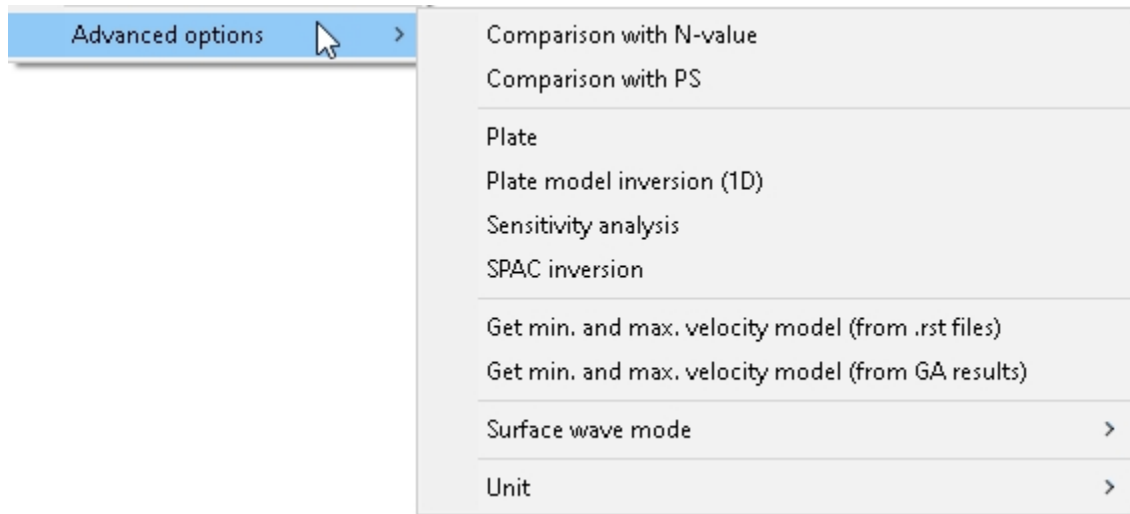 Advanced options
Comparison with N-value
Comparison with PS
Plate
Plate model inversion (1D)
Sensitivity analysis
SPAC inversion
Get min. and max. velocity model (from .rst files)
Get min. and max. velocity model (from GA results)
Surface wave mode
Unit